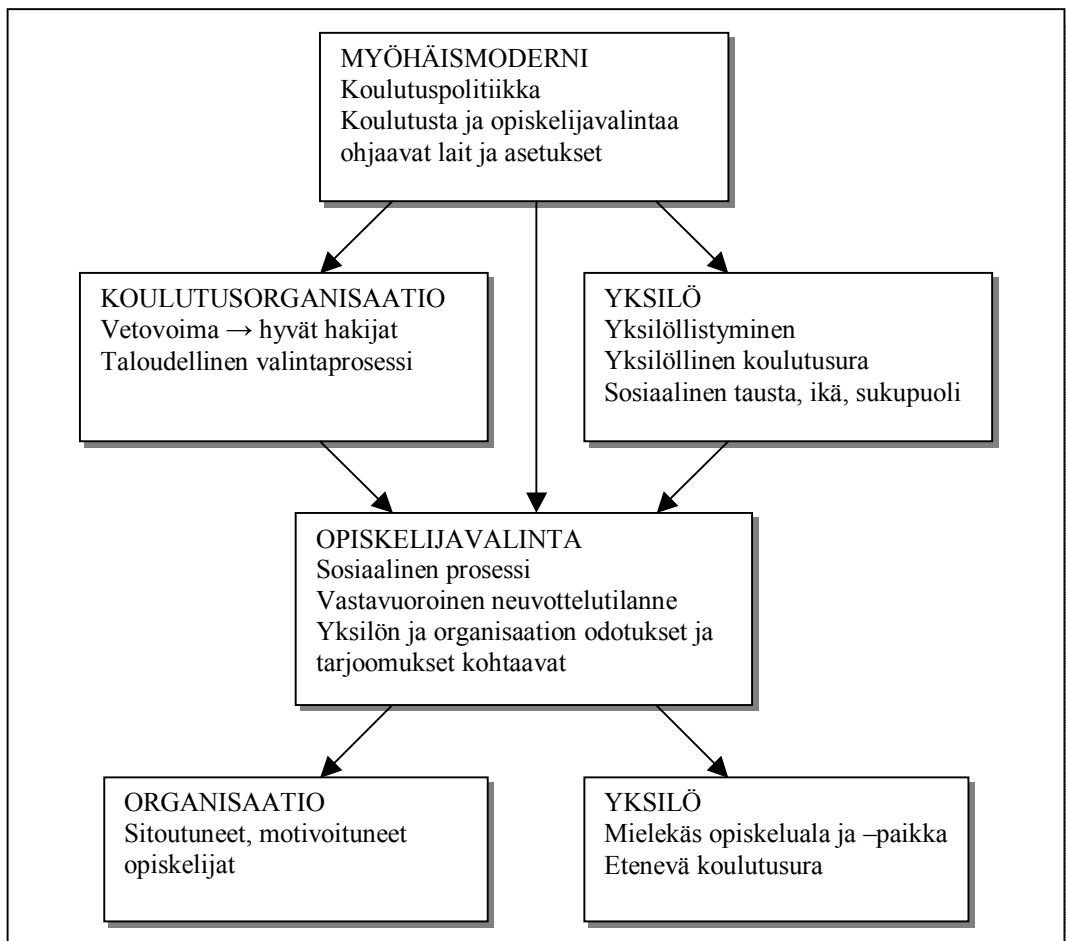 MYÖHÄISMODERNI
Koulutuspolitiikka
Koulutusta ja opiskelijavalintaa
ohjaavat lait ja asetukset
KOULUTUSORGANISAATIO
Vetovoima → hyvät hakijat
Taloudellinen valintaprosessi
YKSILÖ
Yksilöllistyminen
Yksilöllinen koulutusura
Sosiaalinen tausta, ikä, sukupuoli
OPISKELIJAVALINTA
Sosiaalinen prosessi
Vastavuoroinen neuvottelutilanne
Yksilön ja organisaation odotukset ja
tarjoomukset kohtaavat
ORGANISAATIO
Sitoutuneet, motivoituneet
opiskelijat
YKSILÖ
Mielekäs opiskeluala ja –paikka
Etenevä koulutusura